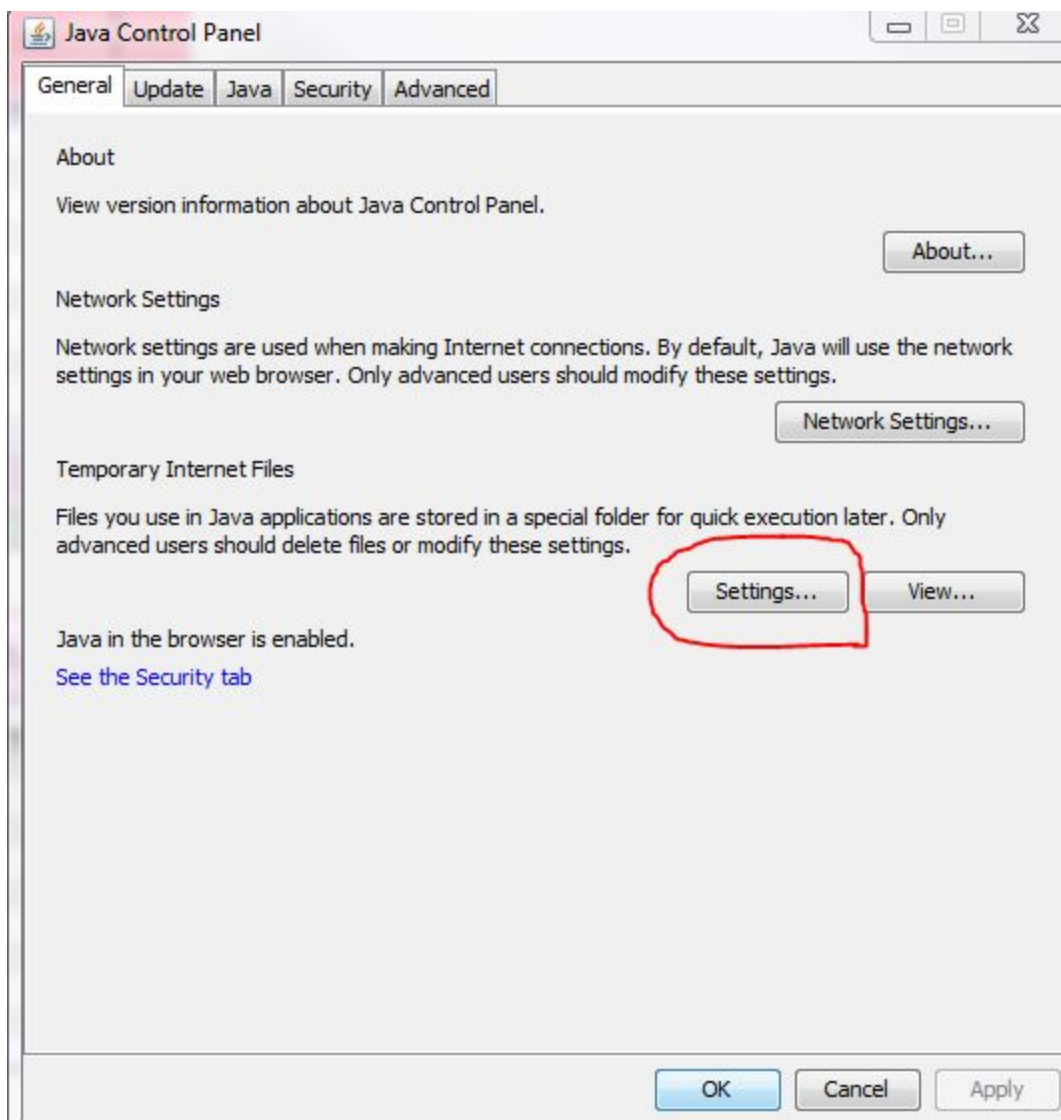 Java Control Panel
General Update Java Security Advanced
About
View version information about Java Control Panel.
About...
Network Settings
Network settings are used when making Internet connections. By default, Java will use the network
settings in your web browser. Only advanced users should modify these settings.
Network Settings...
Temporary Internet Files
Files you use in Java applications are stored in a special folder for quick execution later. Only
advanced users should delete files or modify these settings.
Settings... View...
Java in the browser is enabled.
See the Security tab
OK Cancel Apply